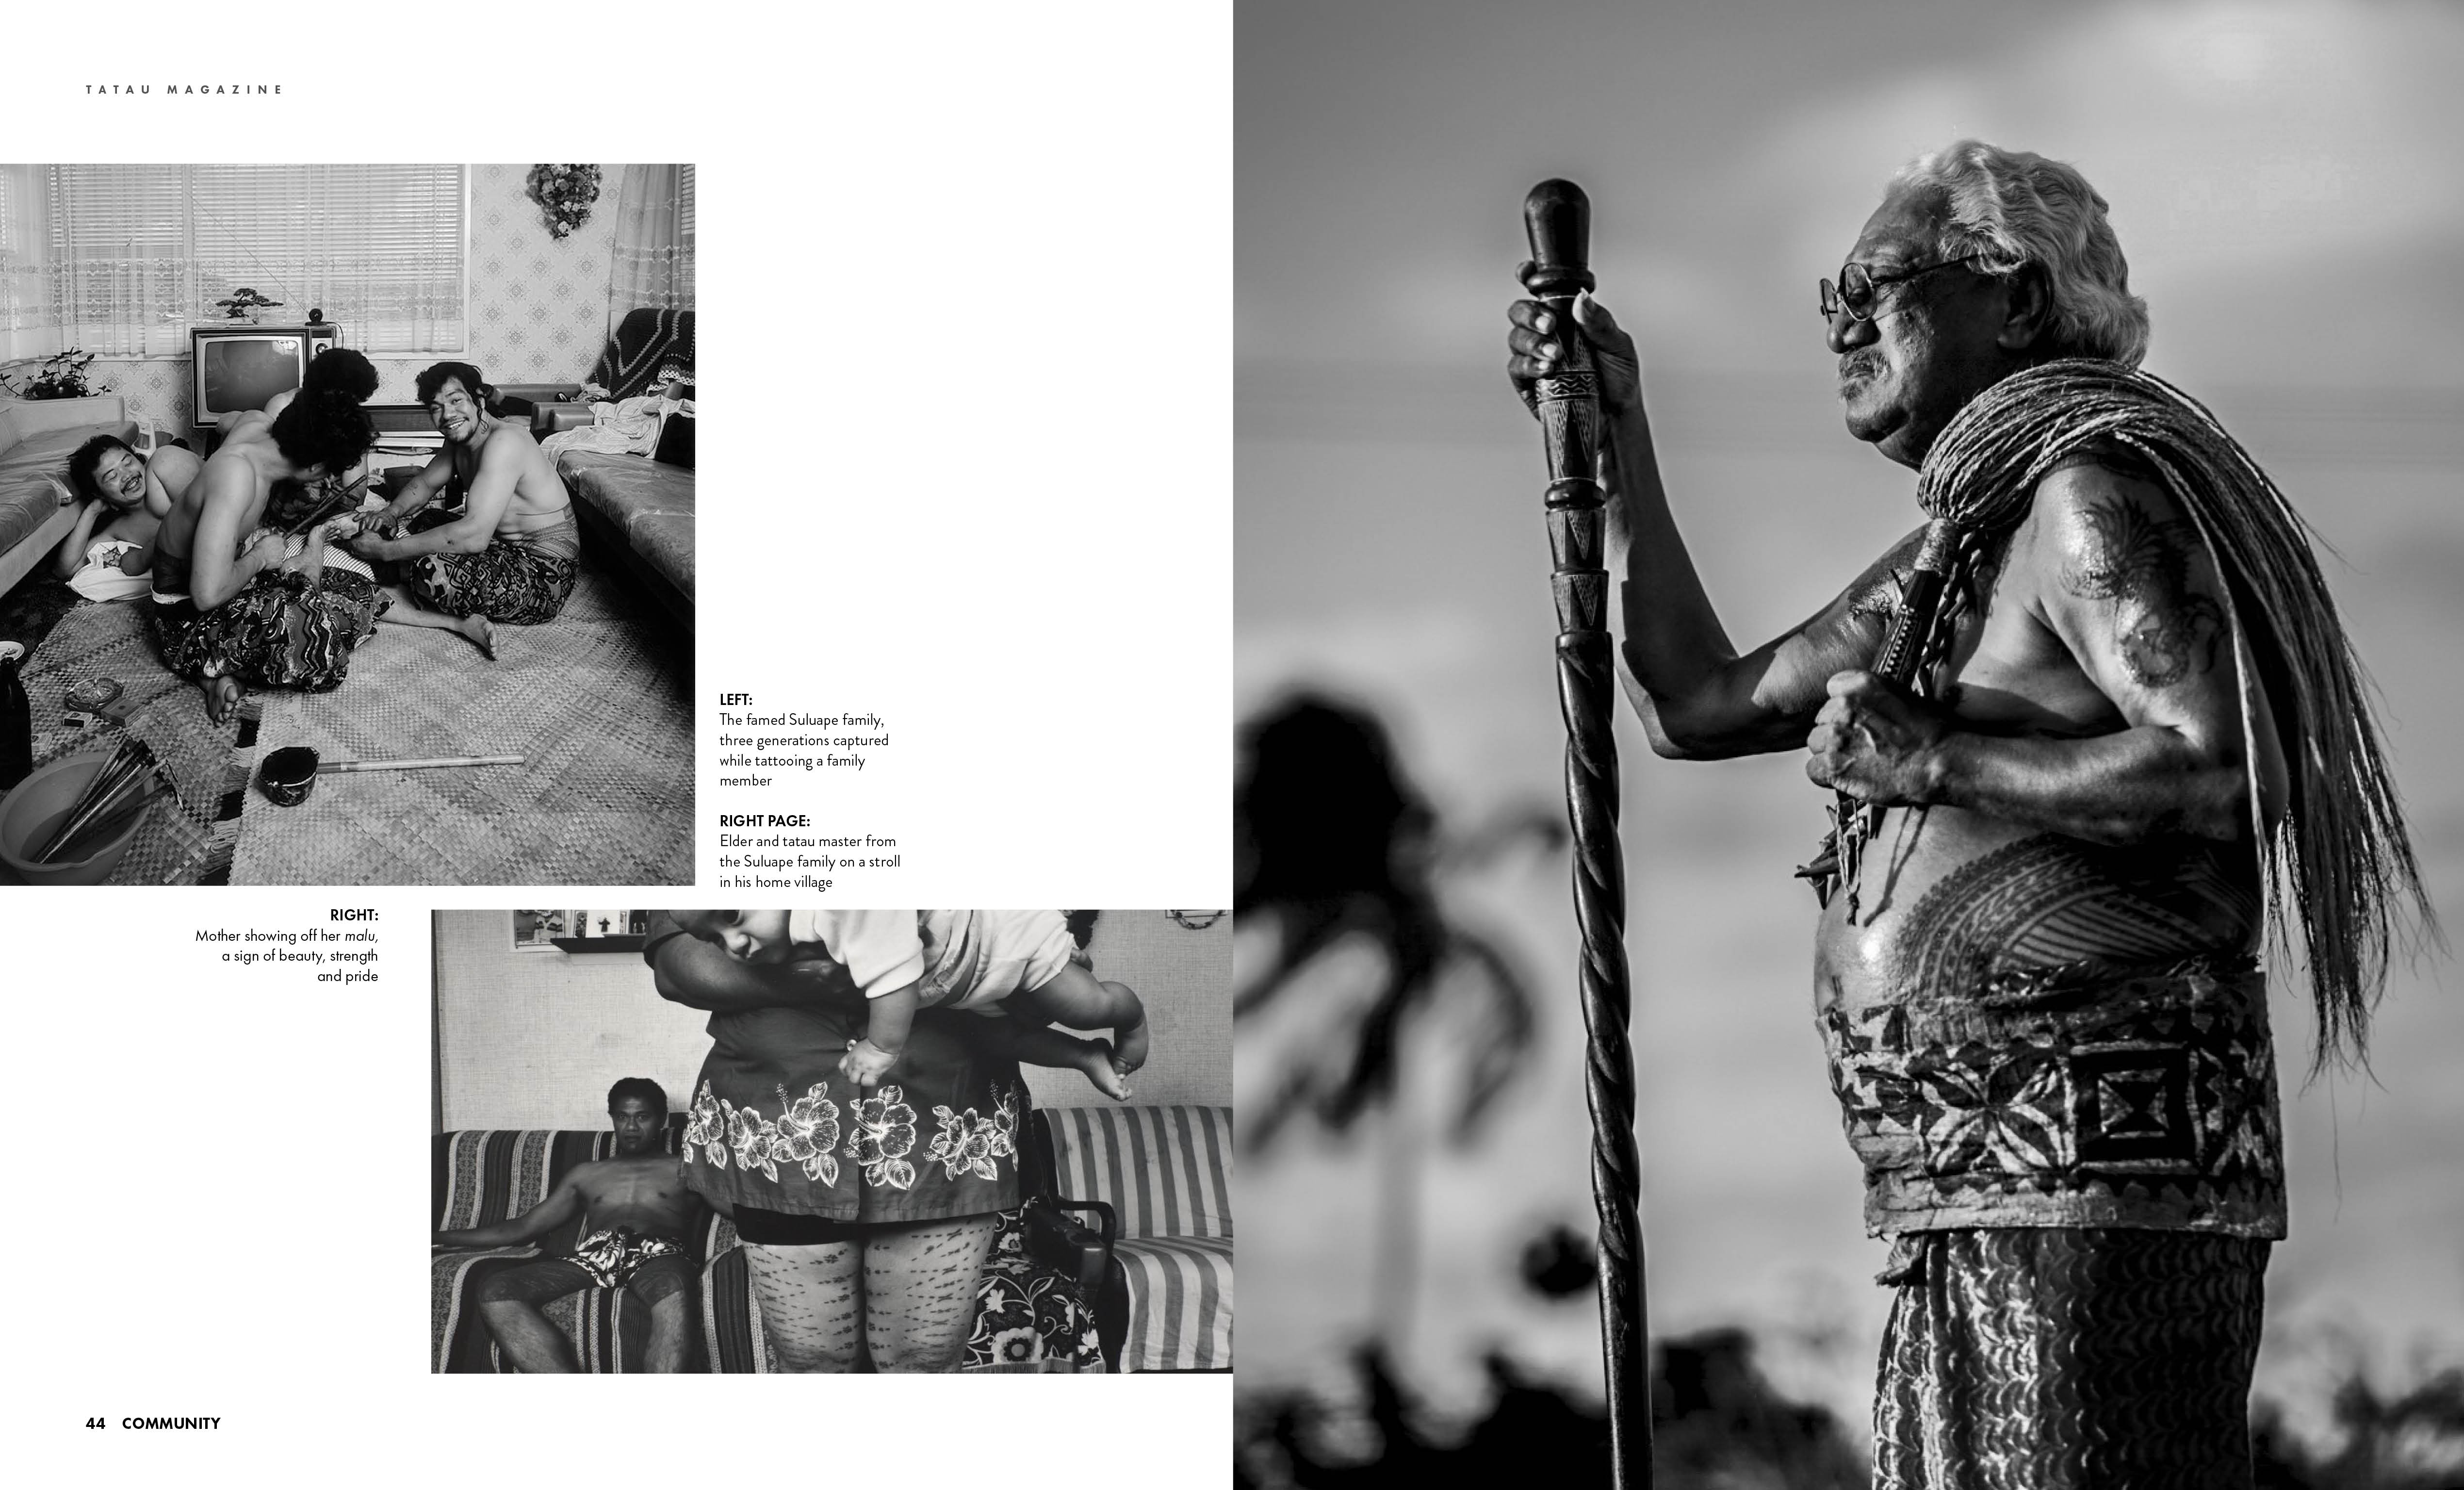 TATAU MAGAZINE
LEFT:
The famed Suluape family,
three generations captured
while tattooing a family
member
RIGHT PAGE:
Elder and tatau master from
the Suluape family on a stroll
in his home village
RIGHT:
Mother showing off her malu,
a sign of beauty, strength
and pride
44 COMMUNITY